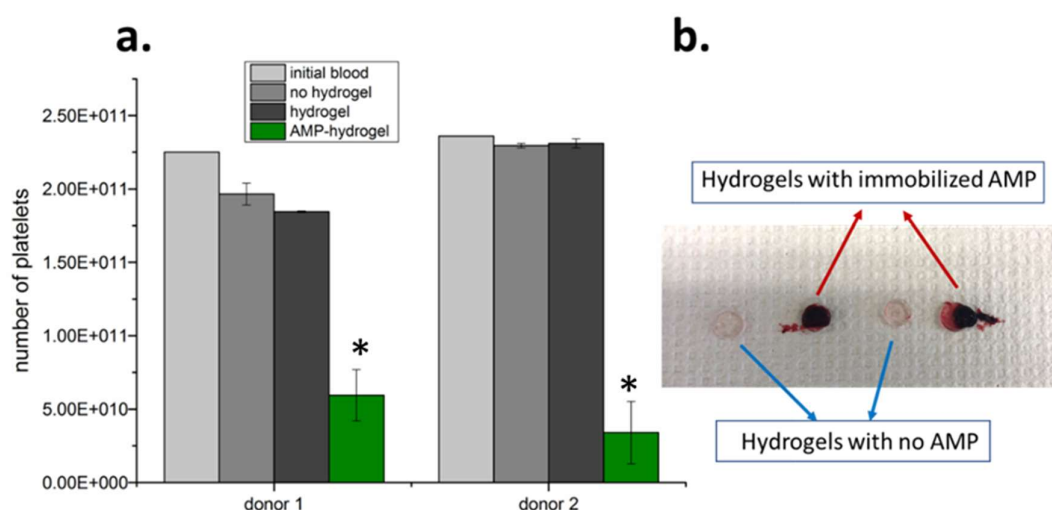 a.
initial blood
no hydrogel
hydrogel
AMP-hydrogel
number of platelets
2.50E+011
2.00E+011
1.50E+011
1.00E+011
5.00E+010
0.00E+000
*
*
donor 1
donor 2
b.
Hydrogels with immobilized AMP
Hydrogels with no AMP